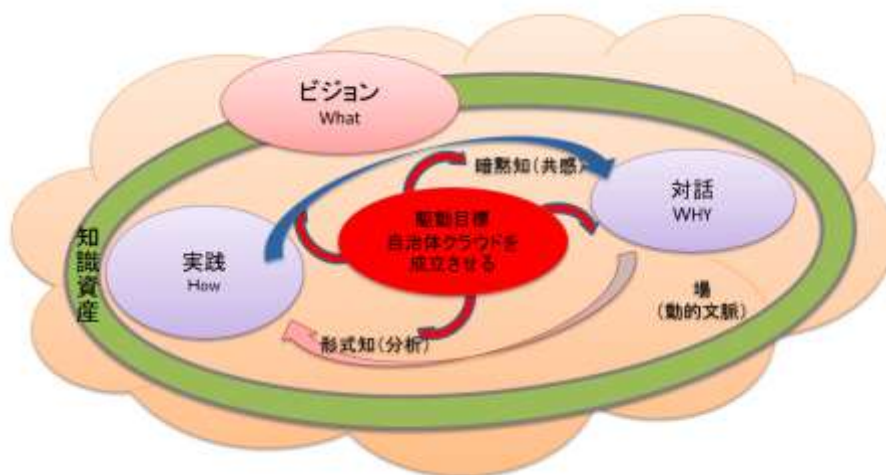 ビジョン
What
暗黙知(共感)
対話
WHY
駆動目標
自治体クラウドを
成立させる
知識資産
実践
How
場
(動的文脈)
形式知(分析)